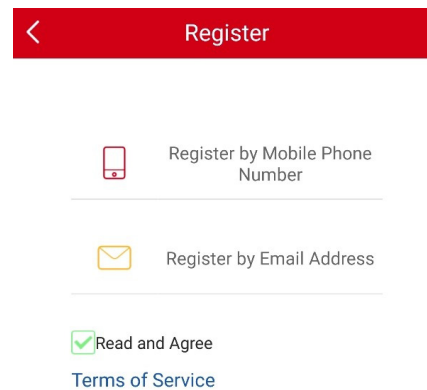 Register
Register by Mobile Phone
Number
Register by Email Address
Read and Agree
Terms of Service